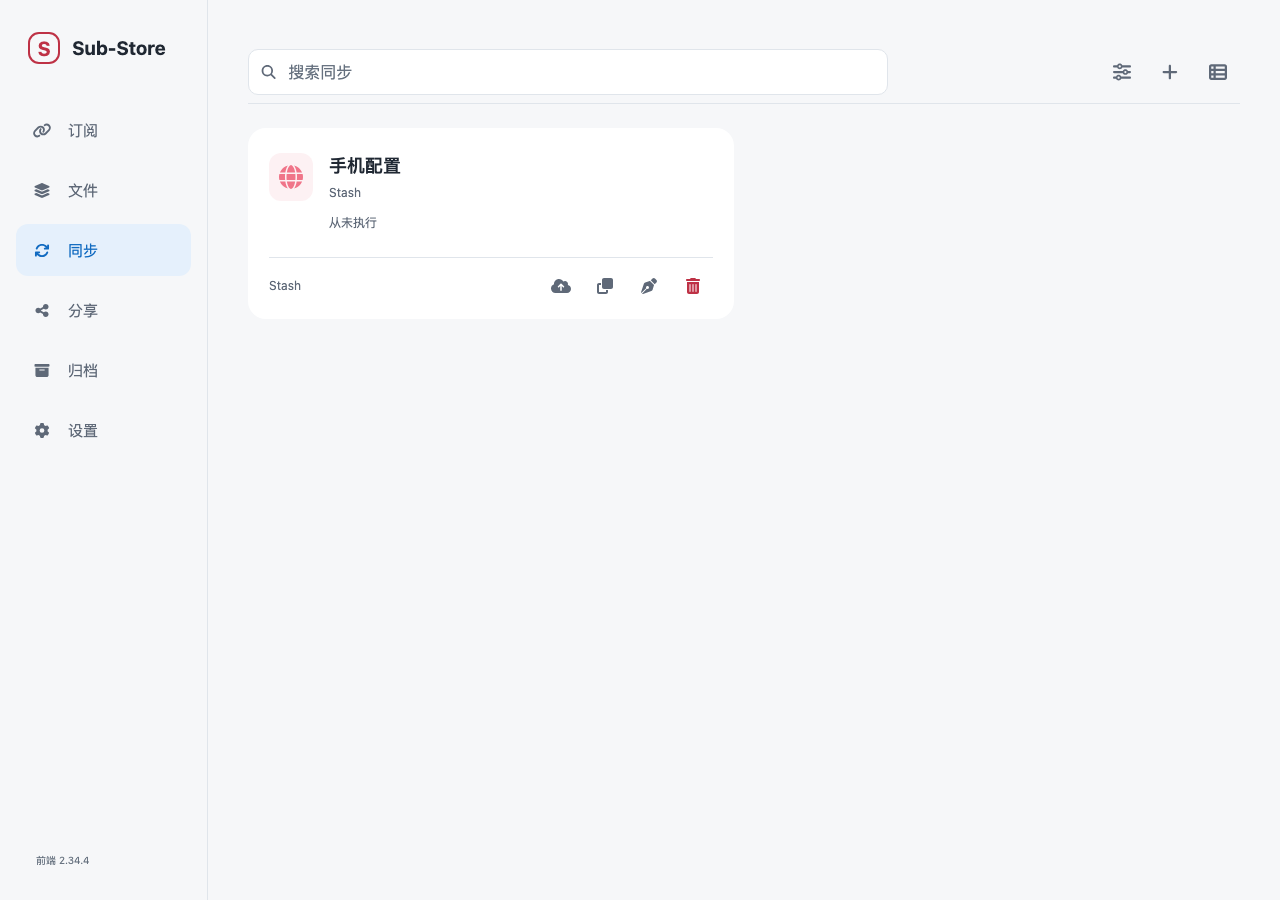 S Sub-Store
搜索同步
订阅
文件
同步
分享
归档
设置
手机配置
Stash
从未执行
Stash
前端 2.34.4